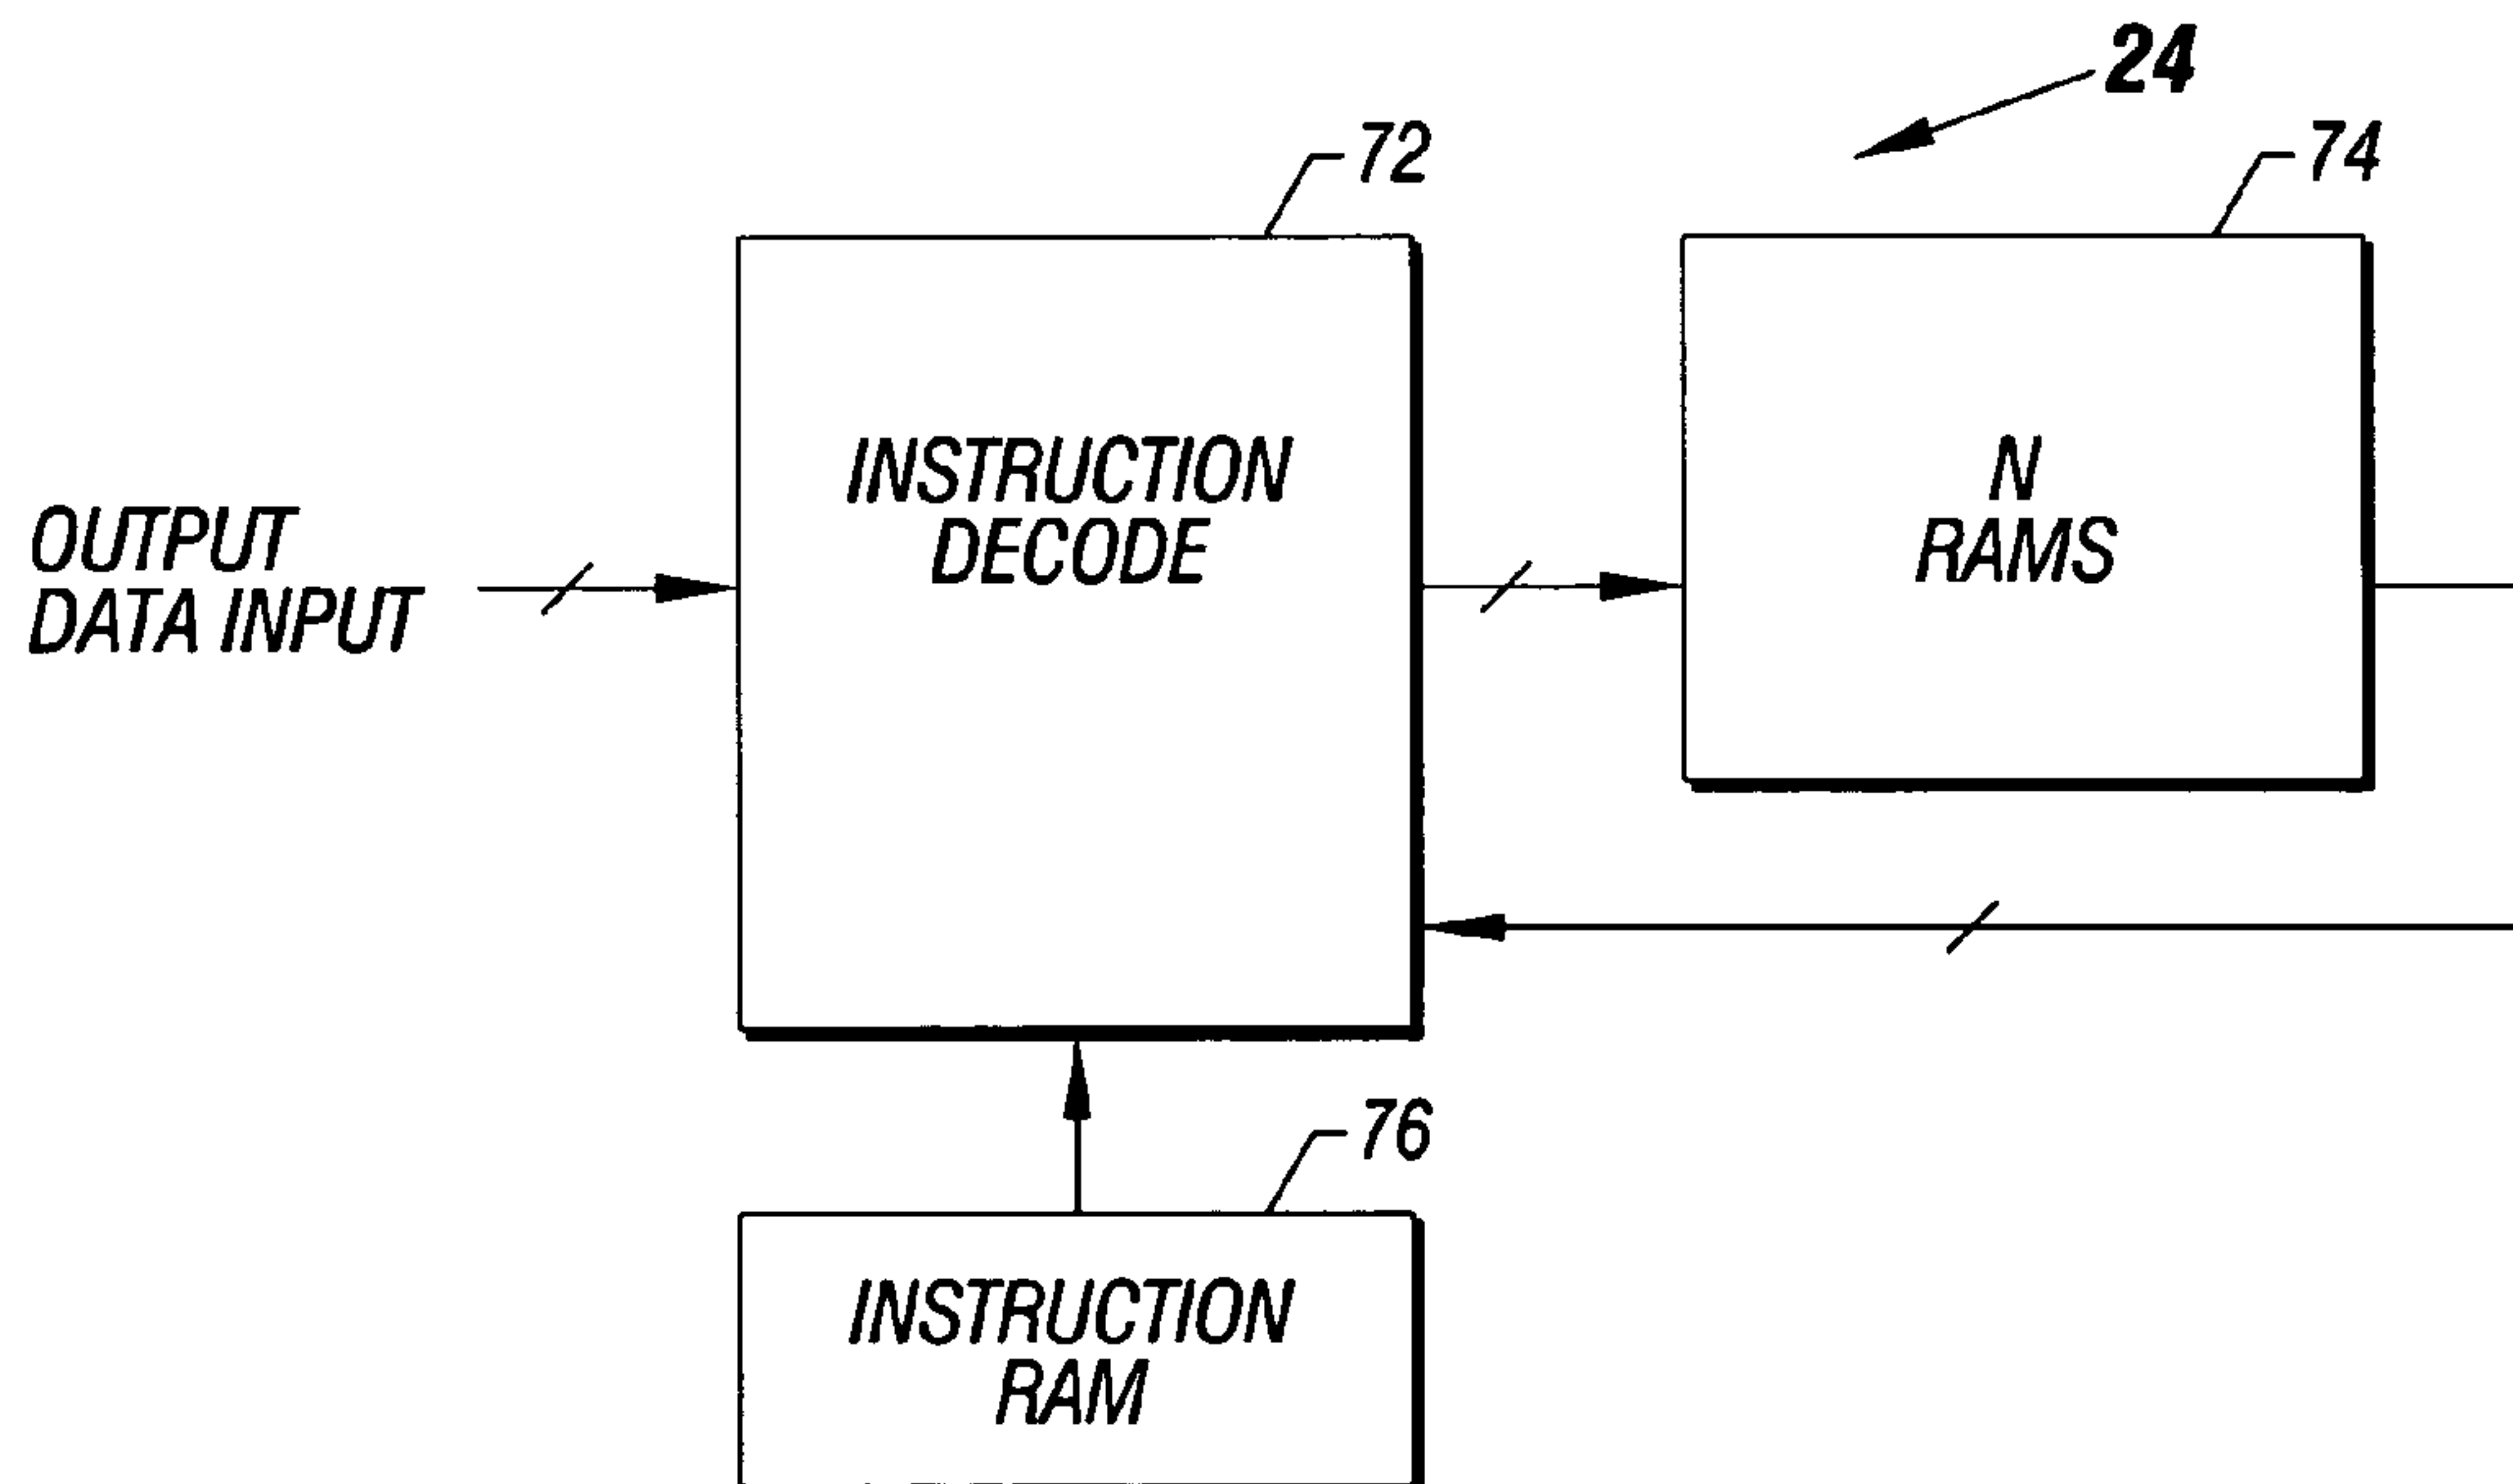 24
72
74
INSTRUCTION
DECODE
N
RAMS
OUTPUT
DATA INPUT
76
INSTRUCTION
RAM